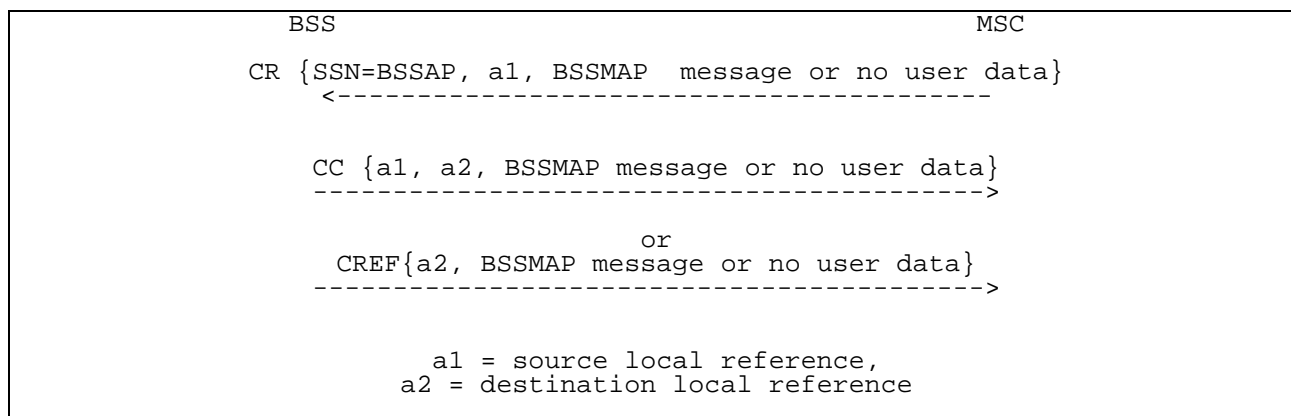 BSS MSC
CR {SSN=BSSAP, a1, BSSMAP message or no user data}
<-----------------------------------------
CC {a1, a2, BSSMAP message or no user data}
------------------------------------------>
or
CREF{a2, BSSMAP message or no user data}
------------------------------------------>
a1 = source local reference,
a2 = destination local reference